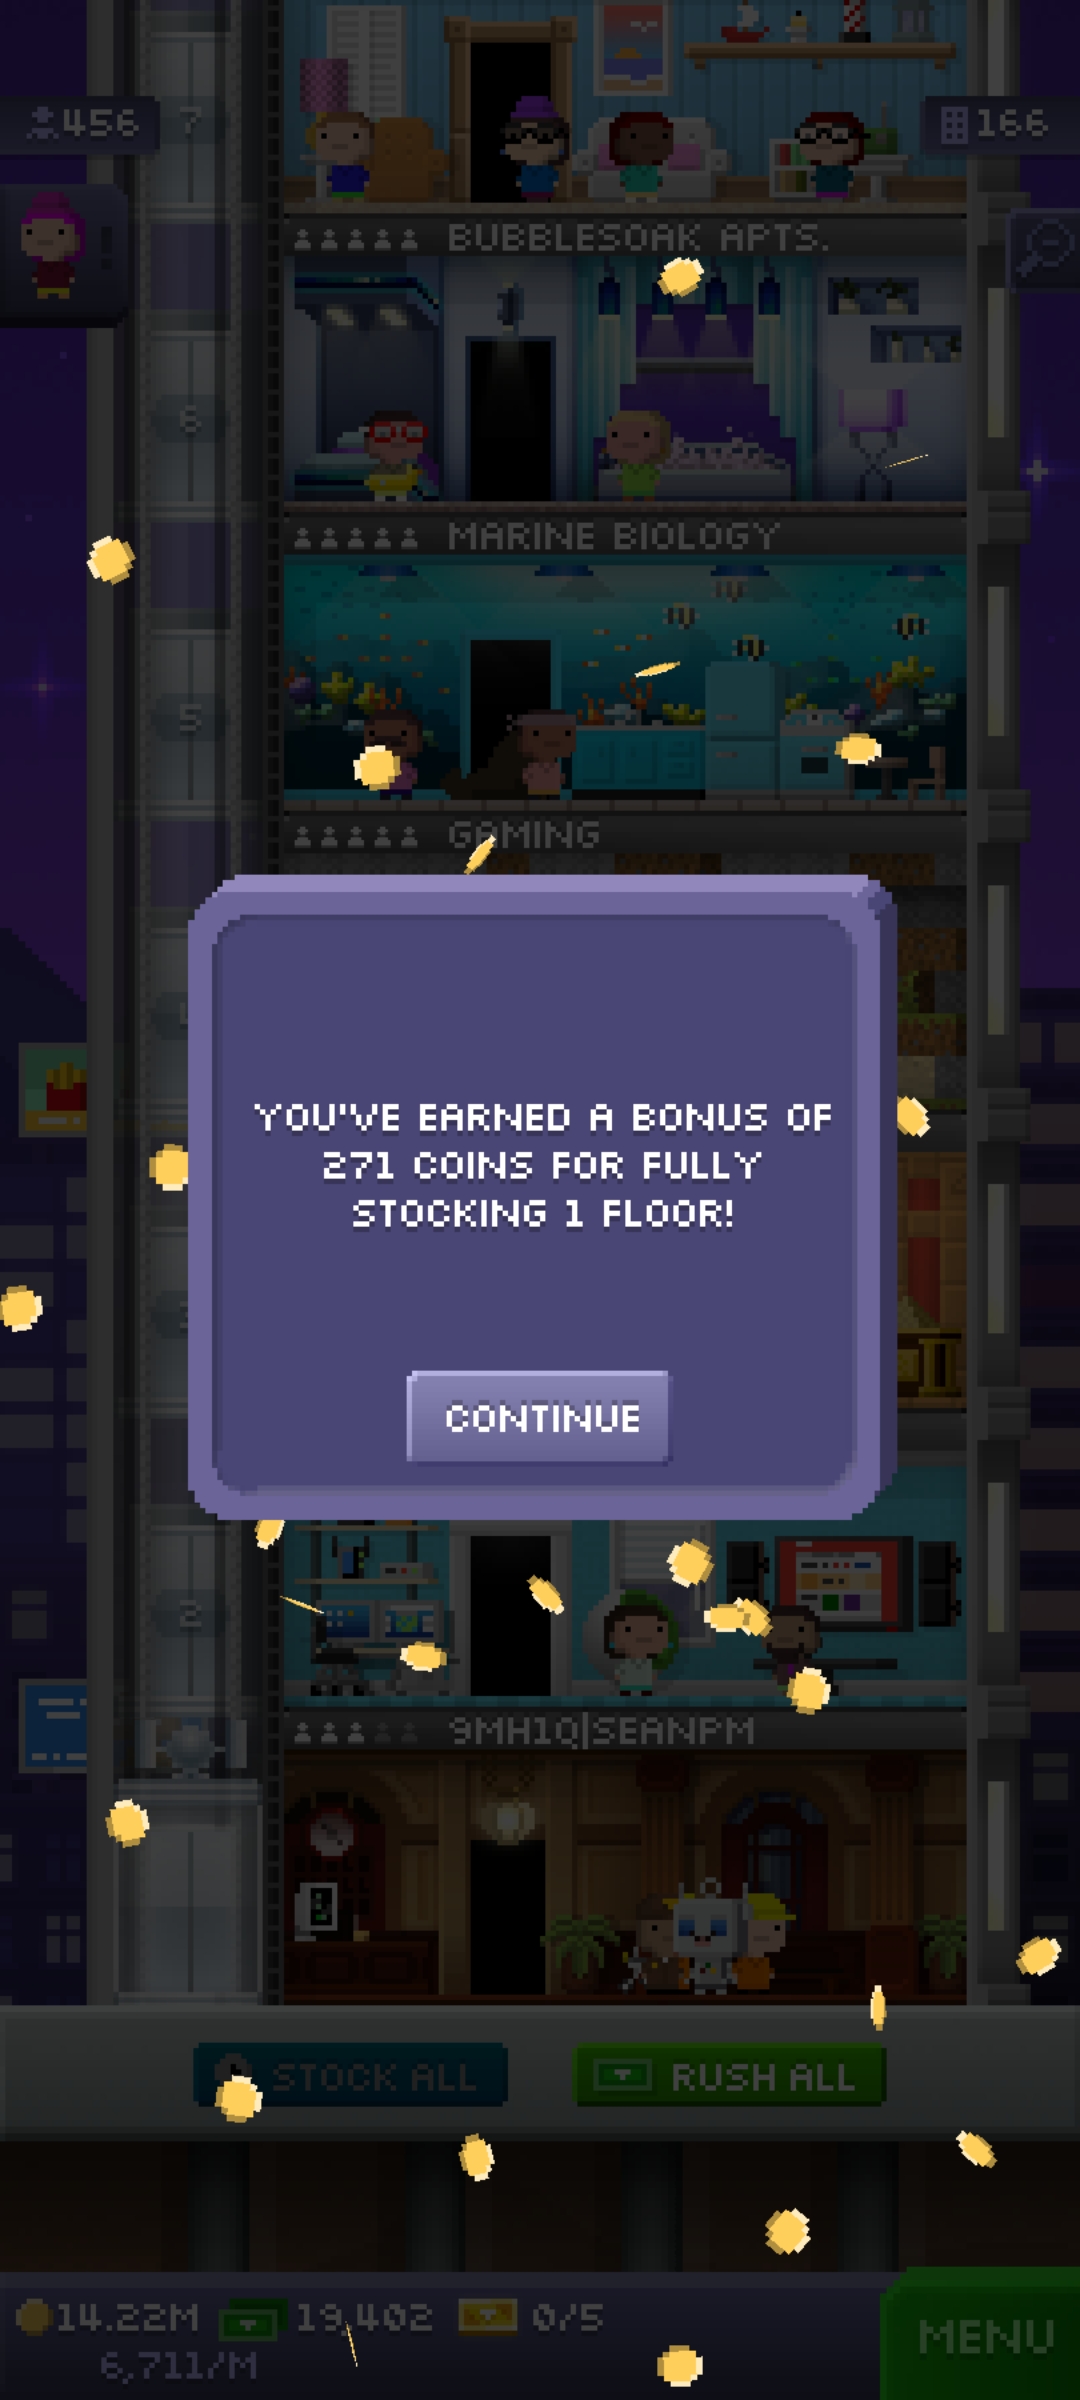 456
7
166
BUBBLESOAK APTS.
6
MARINE BIOLOGY
5
GAMING
YOU'VE EARNED A BONUS OF
271 COINS FOR FULLY
STOCKING 1 FLOOR!
CONTINUE
2
9MH1Q|SEANPM
STOCK ALL
RUSH ALL
14.22M
19,402
0/5
6,711/M
MENU